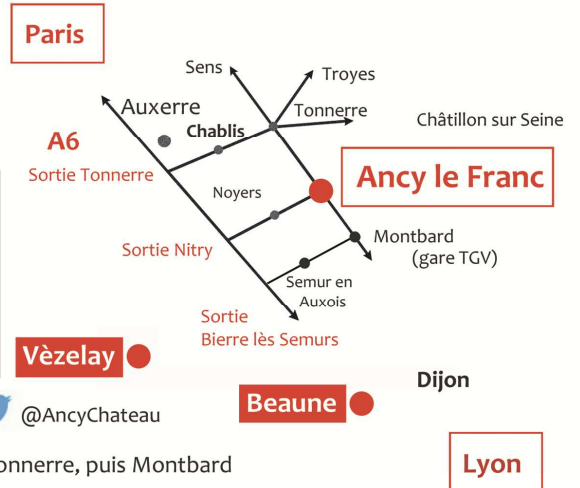 Paris
Sens
Troyes
Auxerre
Tonnerre
Chablis
Châtillon sur Seine
A6
Sortie Tonnerre
Ancy le Franc
Noyers
Sortie Nitry
Montbard
(gare TGV)
Semur en
Auxois
Sortie
Bierre lès Semurs
Vèzelay
Dijon
Beaune
@AncyChateau
onnerre, puis Montbard
Lyon